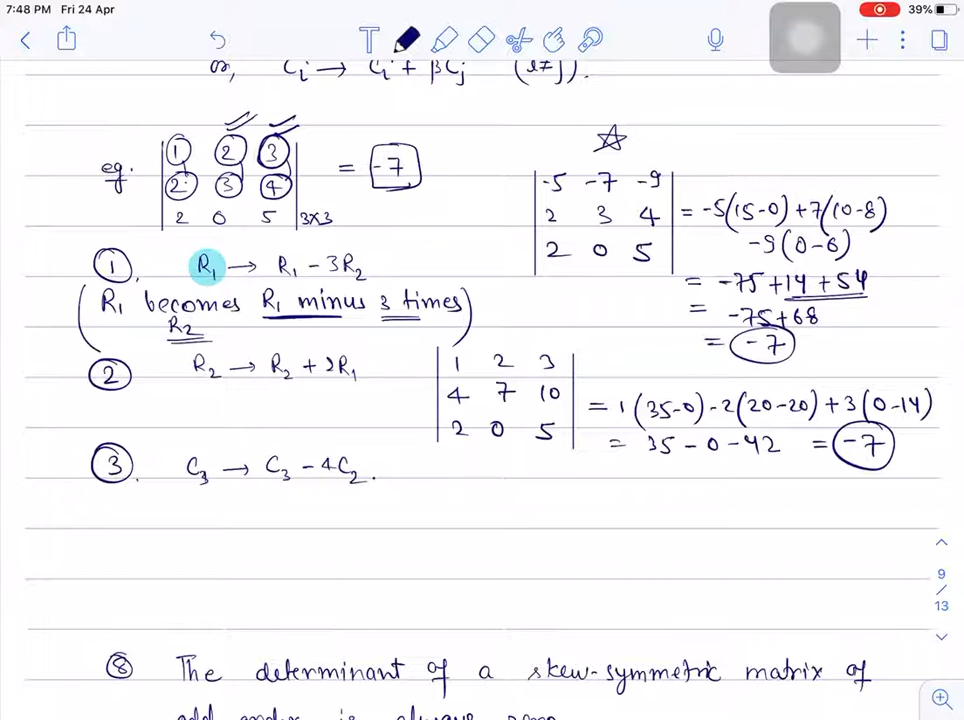 7:48 PM Fri 24 Apr
39%
or, Ci → Ci + βCj (i≠j).
eg. | 1 2 3 | = -7
| 2 3 4 |
| 2 0 5 | 3×3
| -5 -7 -9 |
| 2 3 4 | = -5(15-0)+7(10-8)
| 2 0 5 | -9(0-6)
= -75+14+54
= -75+68
= -7
1. R1 → R1 - 3R2
(R1 becomes R1 minus 3 times
R2)
2 R2 → R2 + 2R1
| 1 2 3 |
| 4 7 10 | = 1(35-0)-2(20-20)+3(0-14)
| 2 0 5 | = 35-0-42 = -7
3. C3 → C3 - 4C2.
9
/
13
8 The determinant of a skew-symmetric matrix of